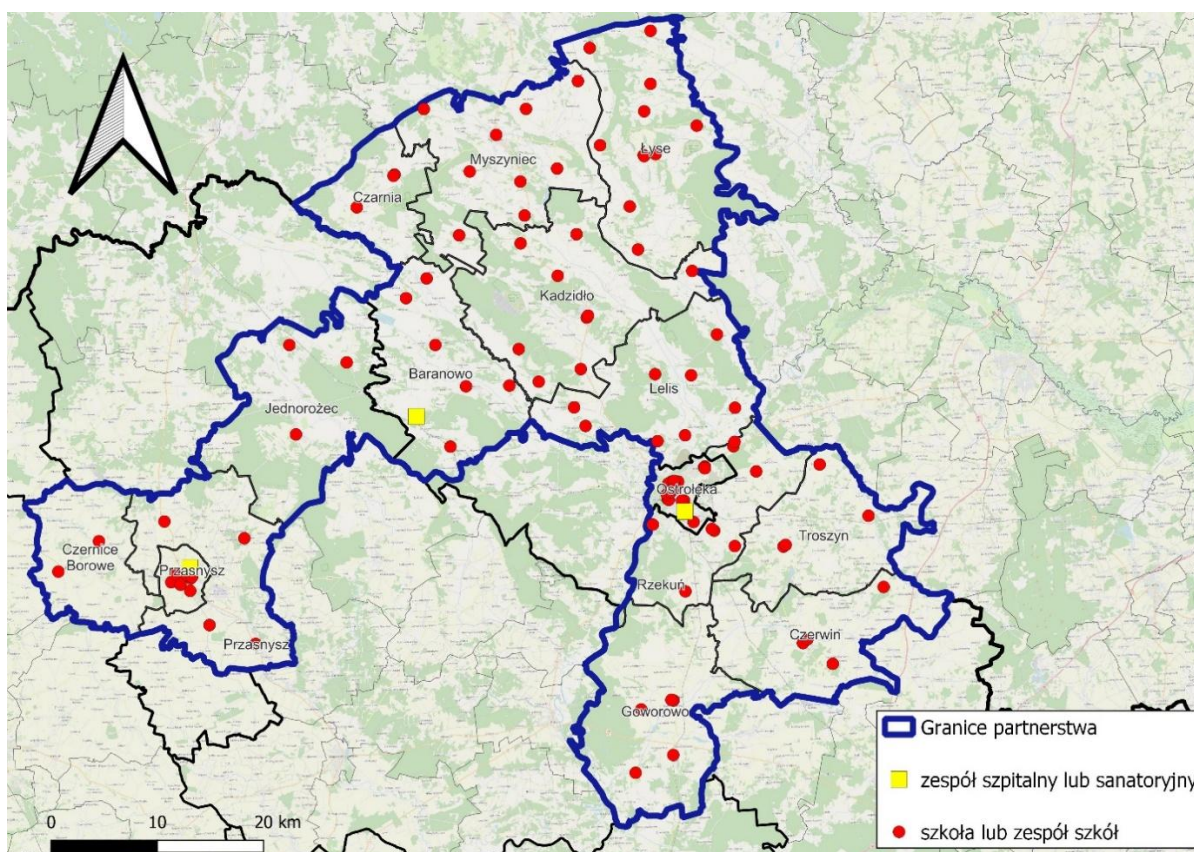 Myszyniec
Łyse
Czarnia
Kadzidło
Baranowo
Lelis
Jednorożec
Ostrołęka
Troszyn
Czernice
Borowe
Przasnysz
Rzekuń
Przasnysz
Czerwin
Goworowo
Granice partnerstwa
zespół szpitalny lub sanatoryjny
szkoła lub zespół szkół
0 10 20 km